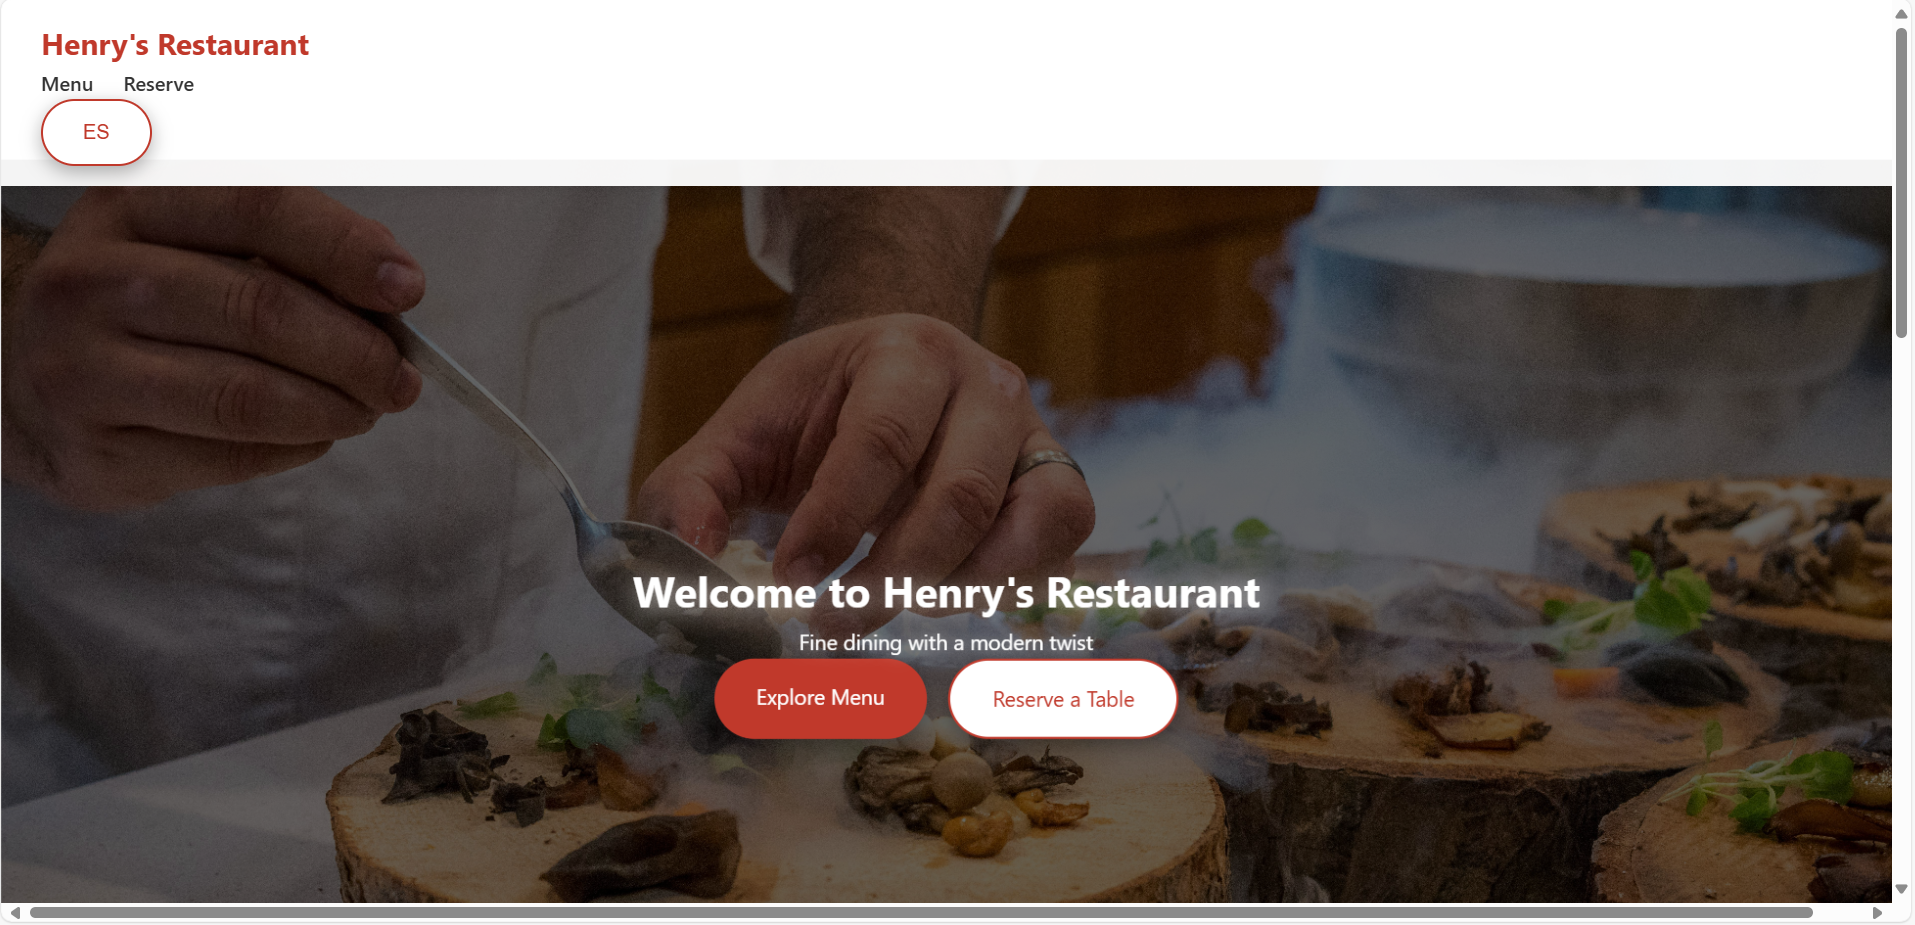 Henry's Restaurant
Menu Reserve
ES
Welcome to Henry's Restaurant
Fine dining with a modern twist
Explore Menu Reserve a Table